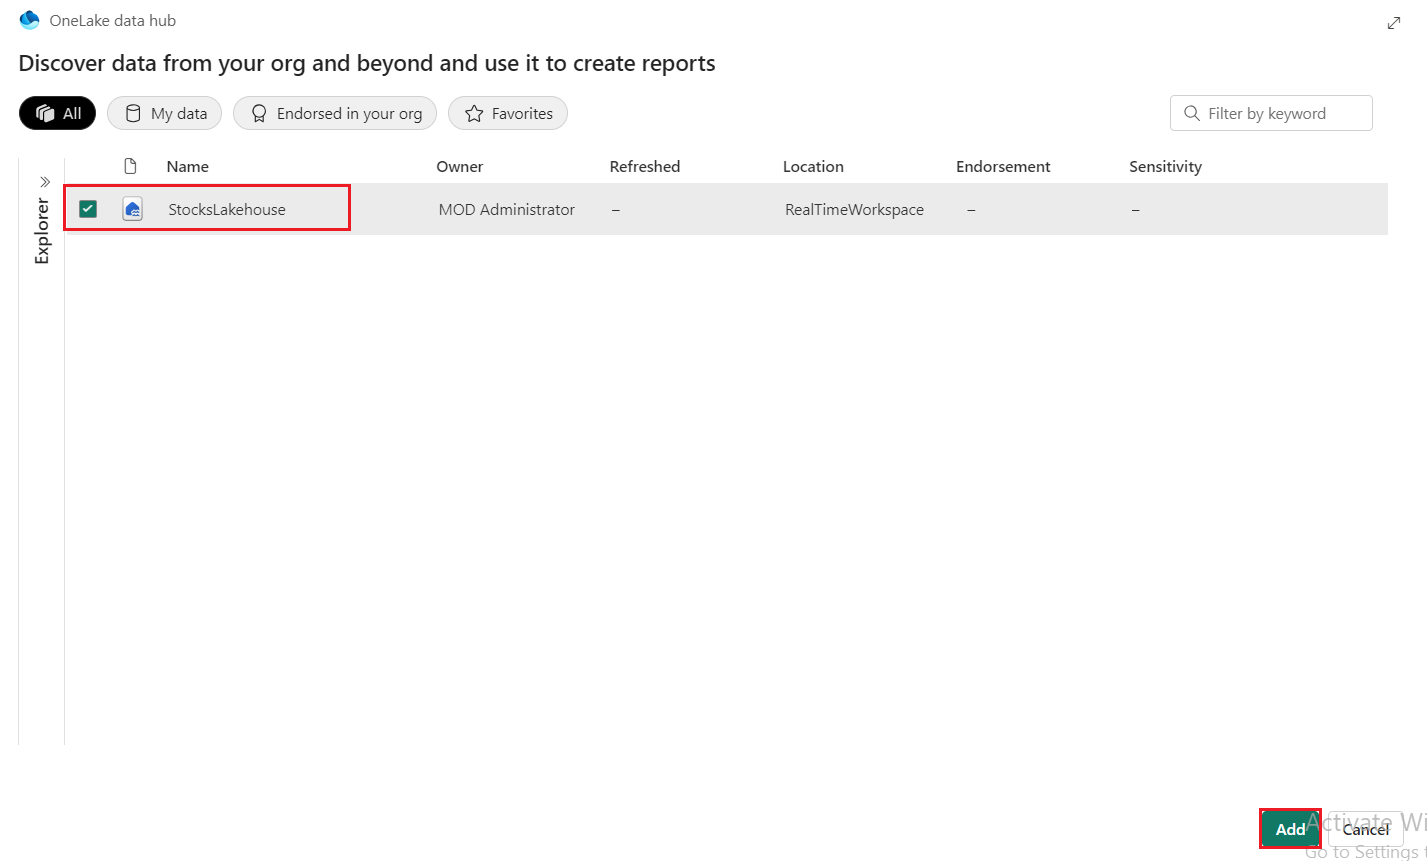 OneLake data hub
Discover data from your org and beyond and use it to create reports
All My data Endorsed in your org Favorites Filter by keyword
Explorer
Name Owner Refreshed Location Endorsement Sensitivity
StocksLakehouse MOD Administrator – RealTimeWorkspace – –
Add Cancel
Activate Wi
Go to Settings t